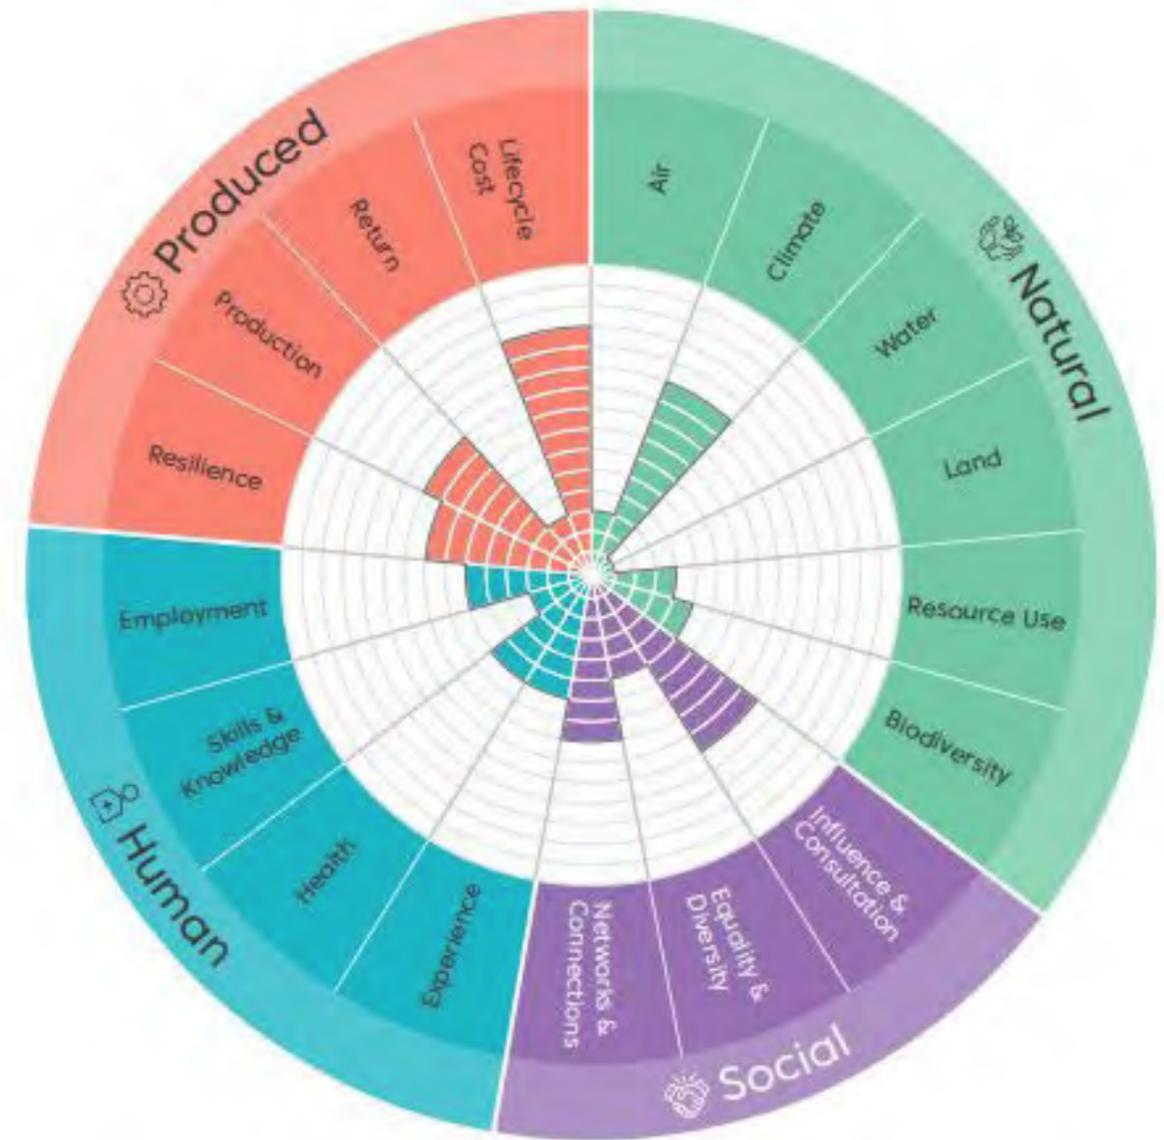 Natural
Air
Climate
Water
Land
Resource Use
Biodiversity
Social
Influence &
Consultation
Equality &
Diversity
Networks &
Connections
Human
Experience
Health
Skills &
Knowledge
Employment
Produced
Resilience
Production
Return
Lifecycle
Cost